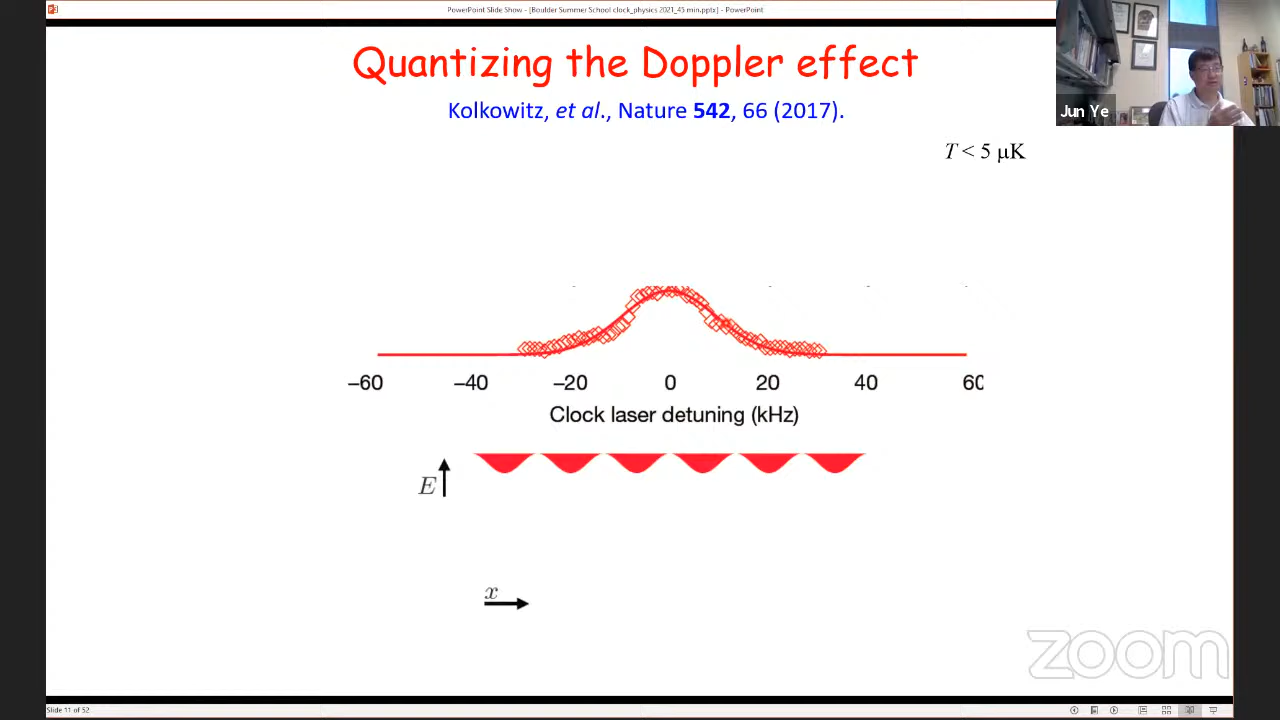 PowerPoint Slide Show - [Boulder Summer School clock_physics 2021_45 min.pptx] - PowerPoint
Quantizing the Doppler effect
Kolkowitz, et al., Nature 542, 66 (2017).
Jun Ye
T < 5 μK
−60 −40 −20 0 20 40 60
Clock laser detuning (kHz)
E
x
zoom
Slide 11 of 52